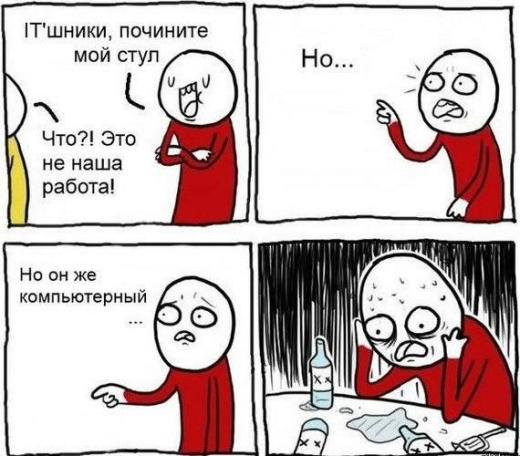 IT'шники, почините
мой стул
Что?! Это
не наша
работа!
Но...
Но он же
компьютерный
...
x x
x x
x x